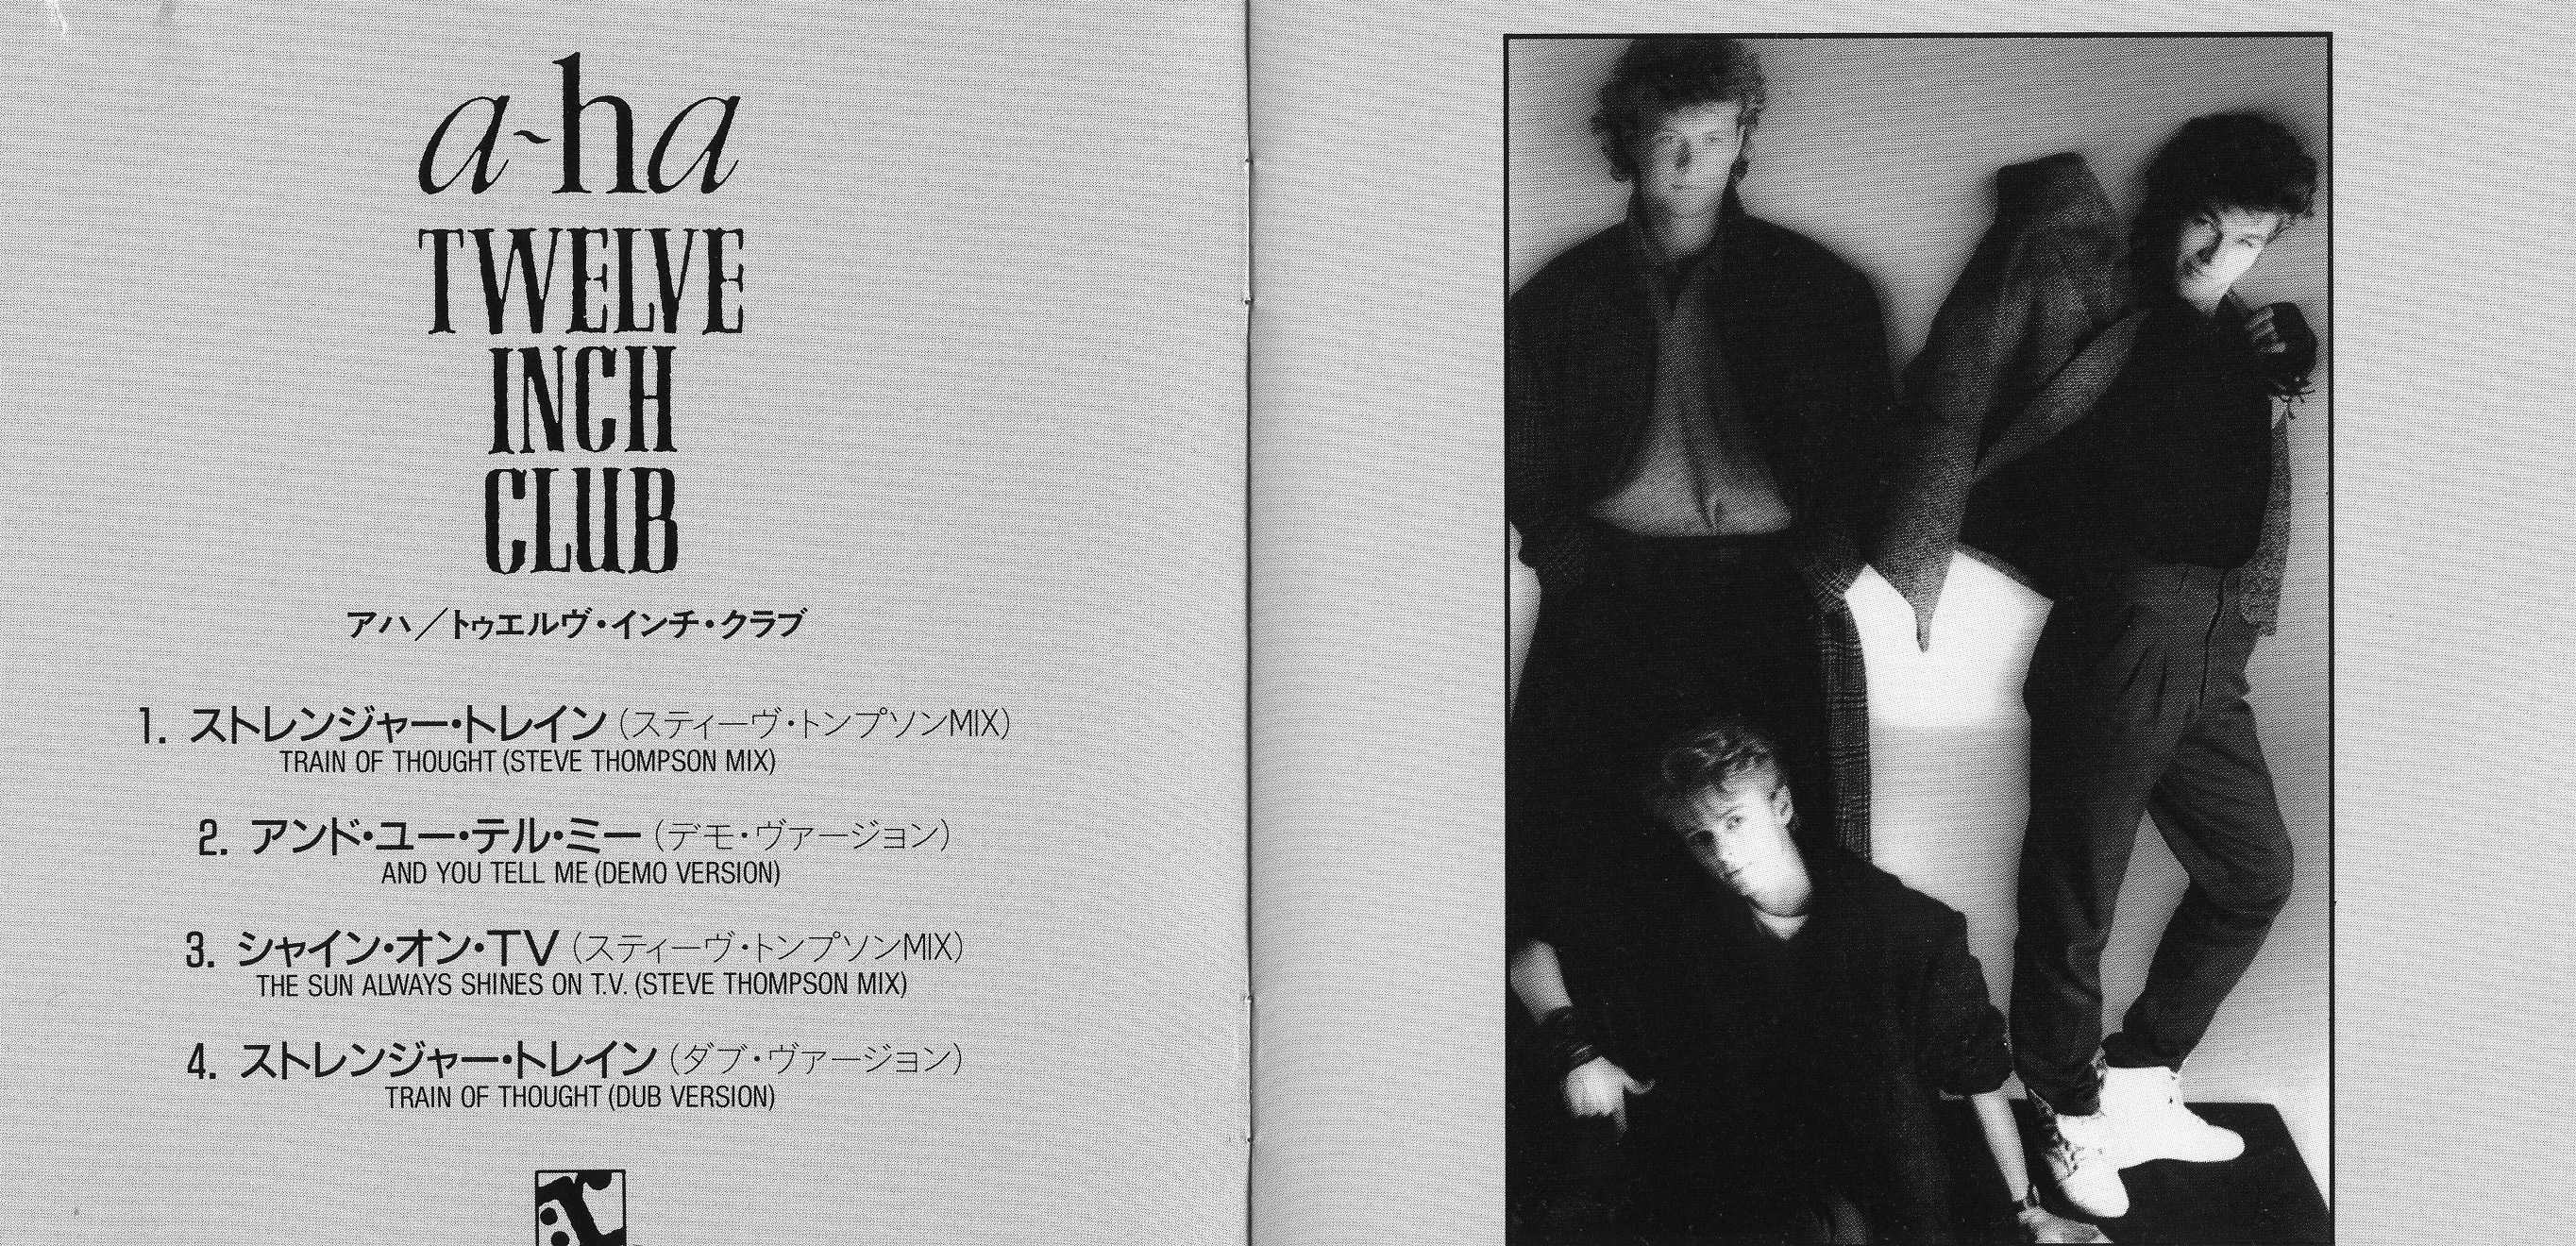 a-ha
TWELVE
INCH
CLUB
アハ／トゥエルヴ・インチ・クラブ
1. ストレンジャー・トレイン（スティーヴ・トンプソンMIX）
TRAIN OF THOUGHT (STEVE THOMPSON MIX)
2. アンド・ユー・テル・ミー（デモ・ヴァージョン）
AND YOU TELL ME (DEMO VERSION)
3. シャイン・オン・TV（スティーヴ・トンプソンMIX）
THE SUN ALWAYS SHINES ON T.V. (STEVE THOMPSON MIX)
4. ストレンジャー・トレイン（ダブ・ヴァージョン）
TRAIN OF THOUGHT (DUB VERSION)